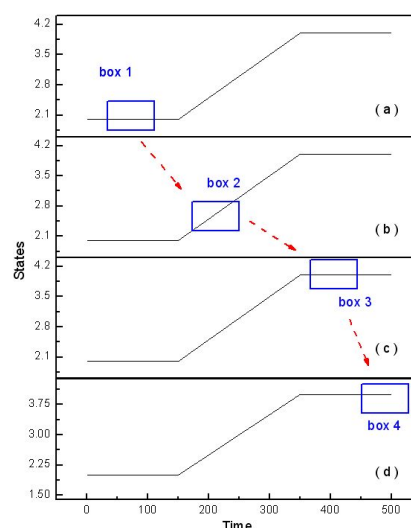 4.2
box 1
3.5
2.8
2.1
( a )
4.2
3.5
box 2
2.8
2.1
( b )
States
4.2
3.5
box 3
2.8
2.1
( c )
3.75
box 4
3.00
2.25
( d )
1.50
0 100 200 300 400 500
Time